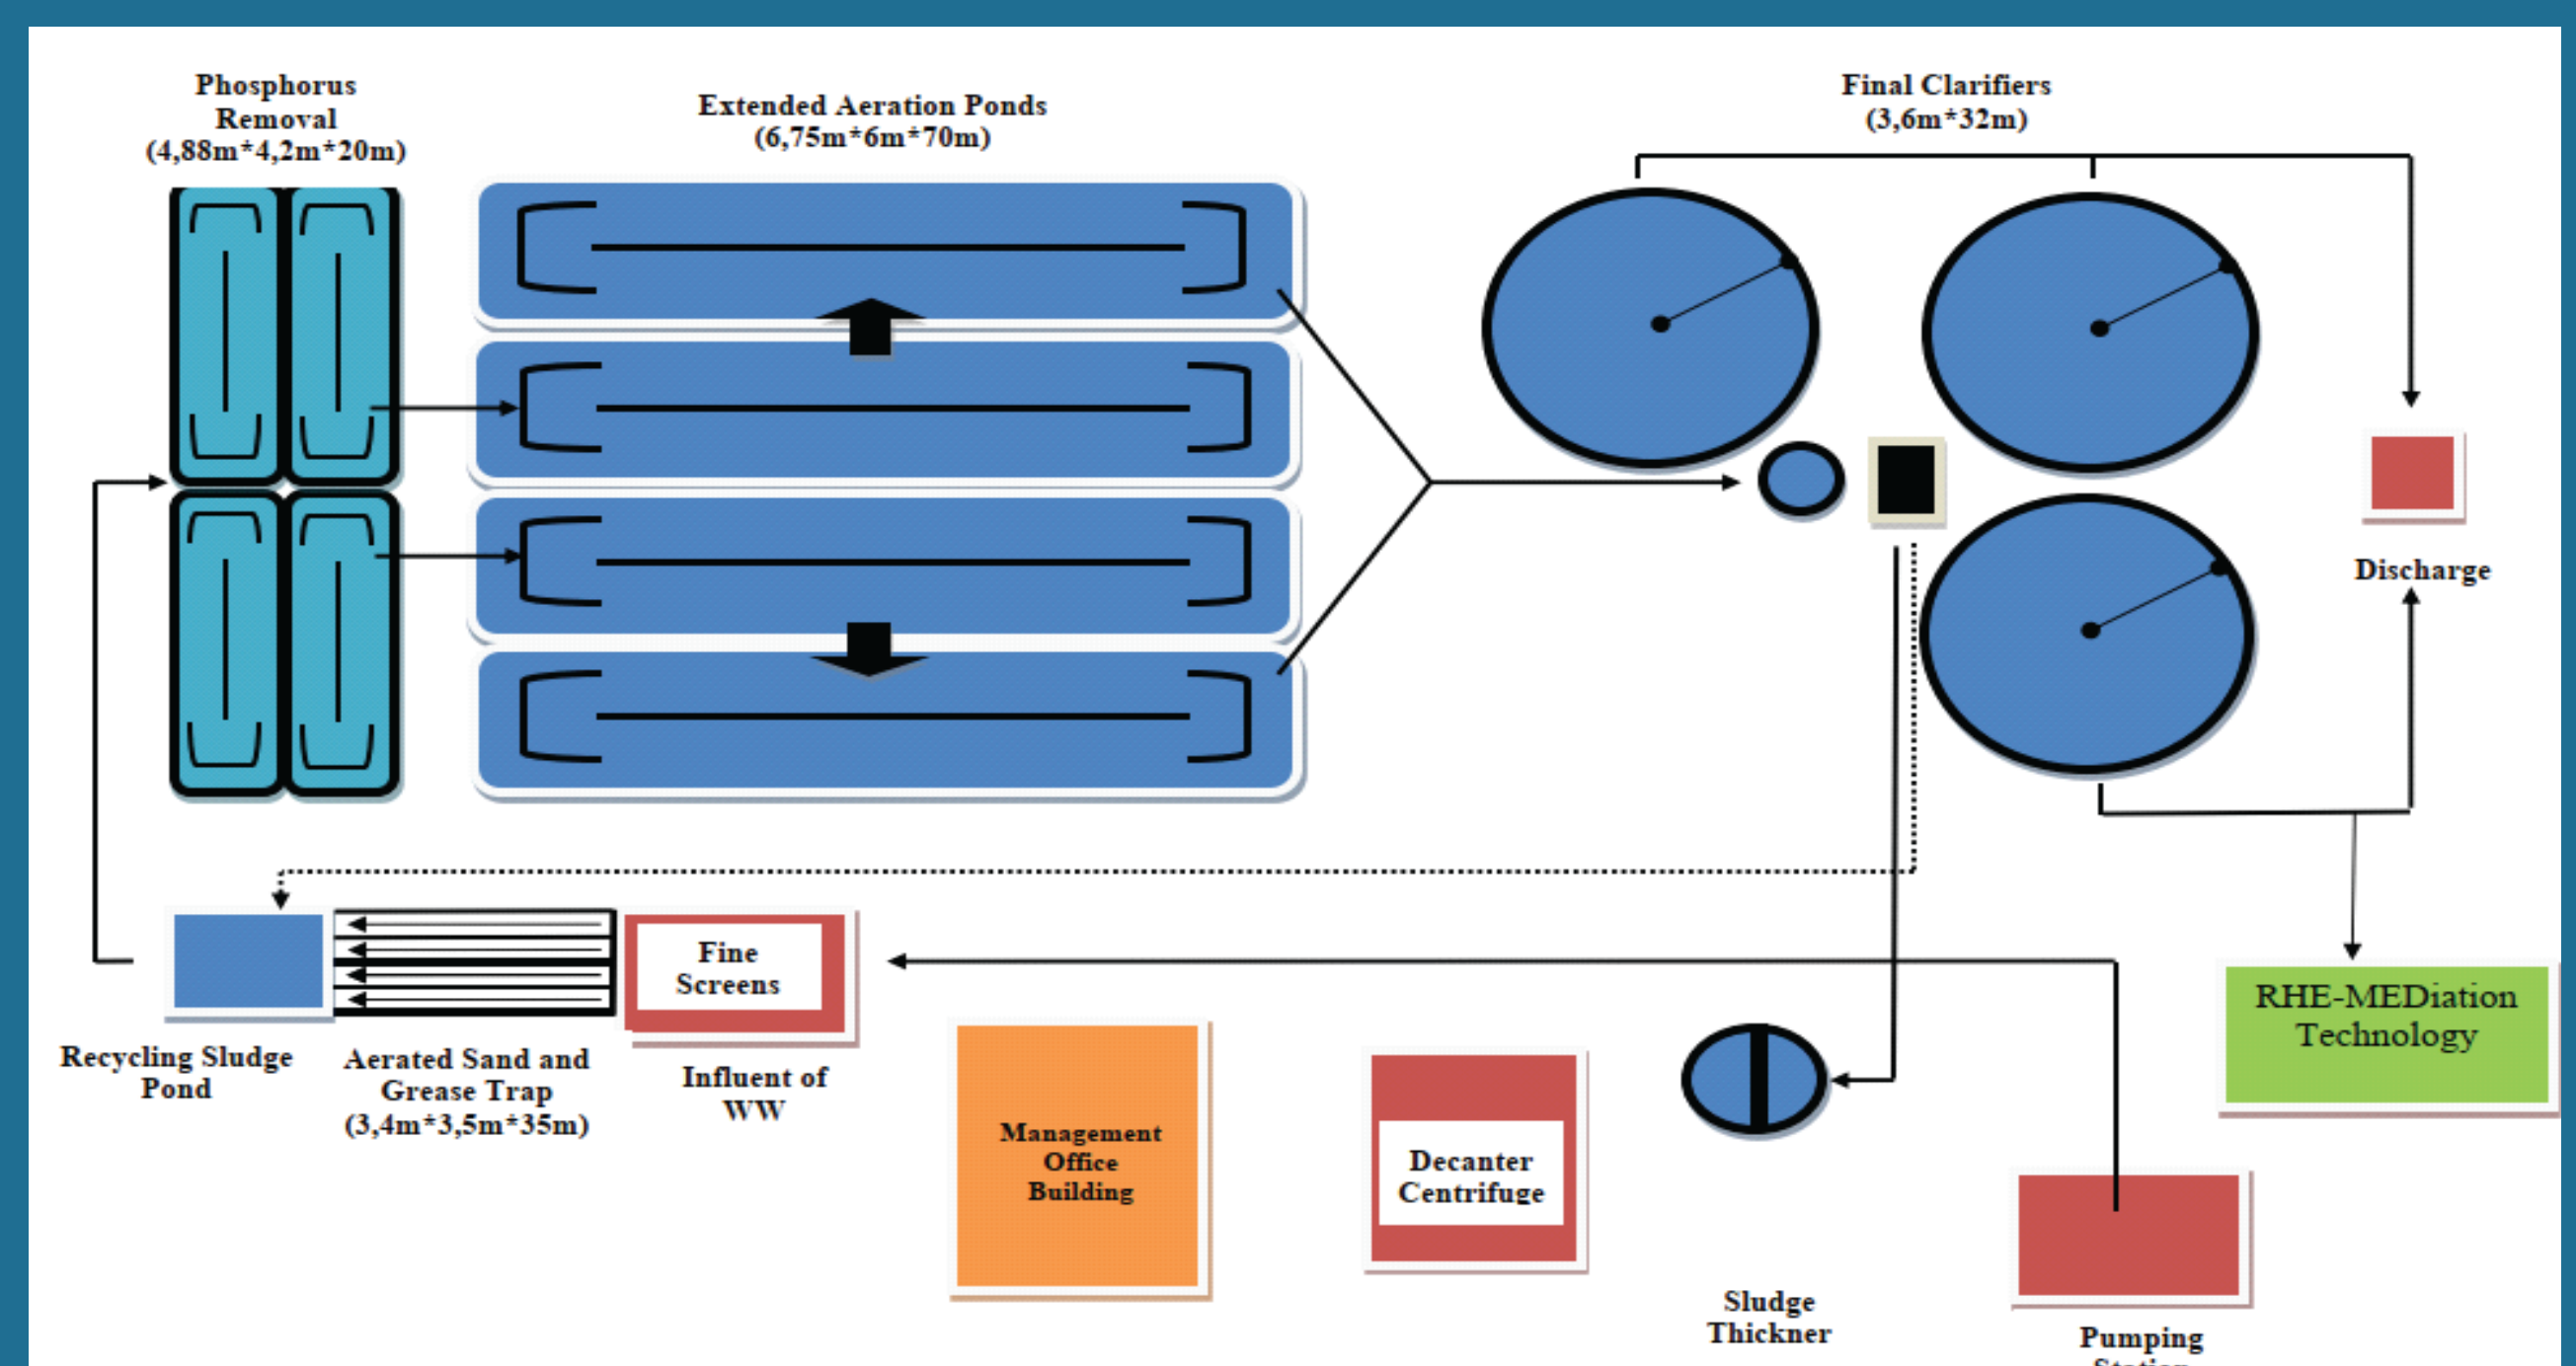 Phosphorus
Removal
(4,88m*4,2m*20m)
Extended Aeration Ponds
(6,75m*6m*70m)
Final Clarifiers
(3,6m*32m)
Discharge
Fine
Screens
RHE-MEDiation
Technology
Recycling Sludge
Pond
Aerated Sand and
Grease Trap
(3,4m*3,5m*35m)
Influent of
WW
Management
Office
Building
Decanter
Centrifuge
Sludge
Thickner
Pumping